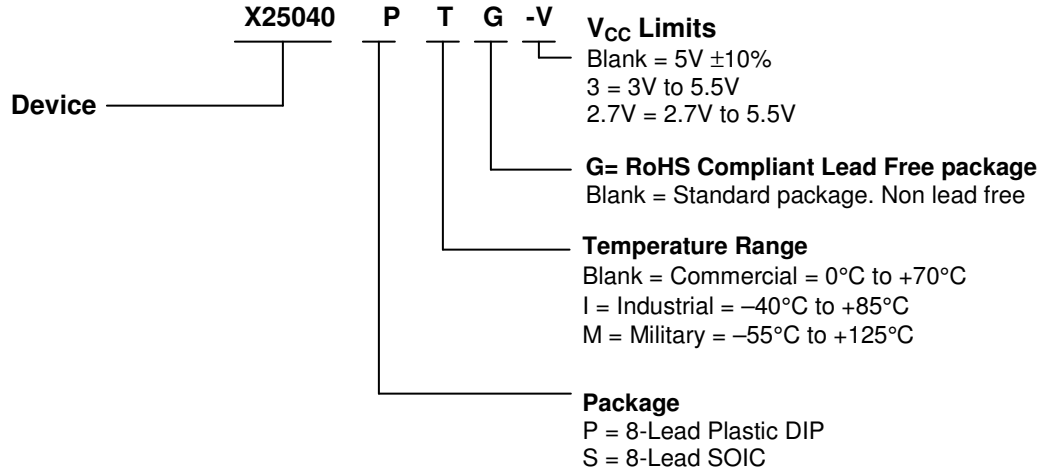 X25040 P T G -V
V_CC Limits
Blank = 5V ±10%
3 = 3V to 5.5V
2.7V = 2.7V to 5.5V
Device
G= RoHS Compliant Lead Free package
Blank = Standard package. Non lead free
Temperature Range
Blank = Commercial = 0°C to +70°C
I = Industrial = –40°C to +85°C
M = Military = –55°C to +125°C
Package
P = 8-Lead Plastic DIP
S = 8-Lead SOIC